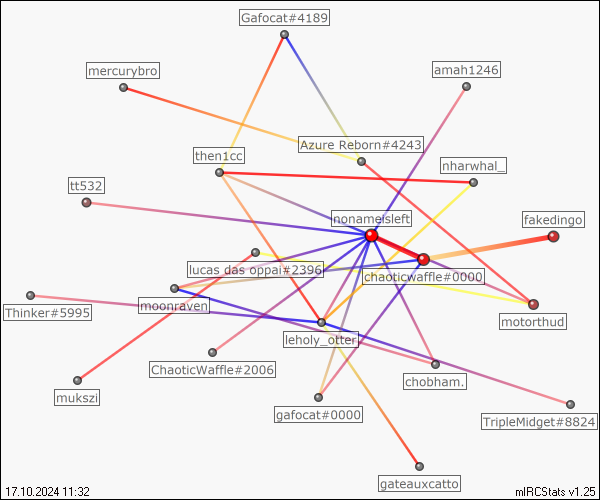 Gafocat#4189
mercurybro
amah1246
Azure Reborn#4243
then1cc
nharwhal_
tt532
nonameisleft
fakedingo
lucas das oppai#2396
chaoticwaffle#0000
moonraven
Thinker#5995
motorthud
leholy_otter
ChaoticWaffle#2006
chobham.
mukszi
gafocat#0000
TripleMidget#8824
gateauxcatto
17.10.2024 11:32
mIRCStats v1.25